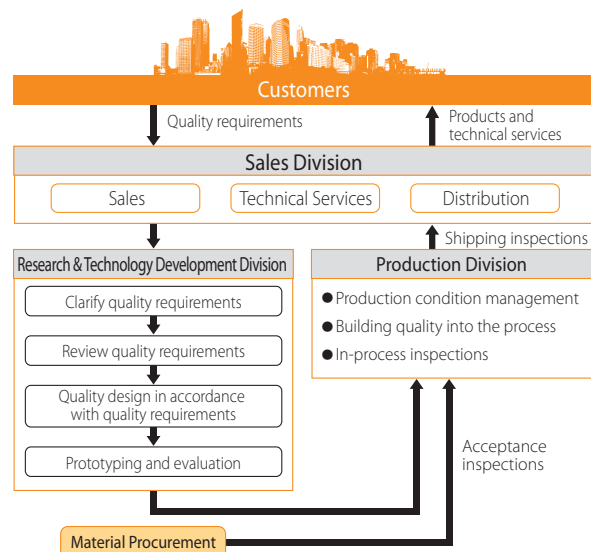 Customers
Quality requirements
Products and
technical services
Sales Division
Sales
Technical Services
Distribution
Shipping inspections
Research & Technology Development Division
Clarify quality requirements
Review quality requirements
Quality design in accordance
with quality requirements
Prototyping and evaluation
Production Division
● Production condition management
● Building quality into the process
● In-process inspections
Acceptance
inspections
Material Procurement